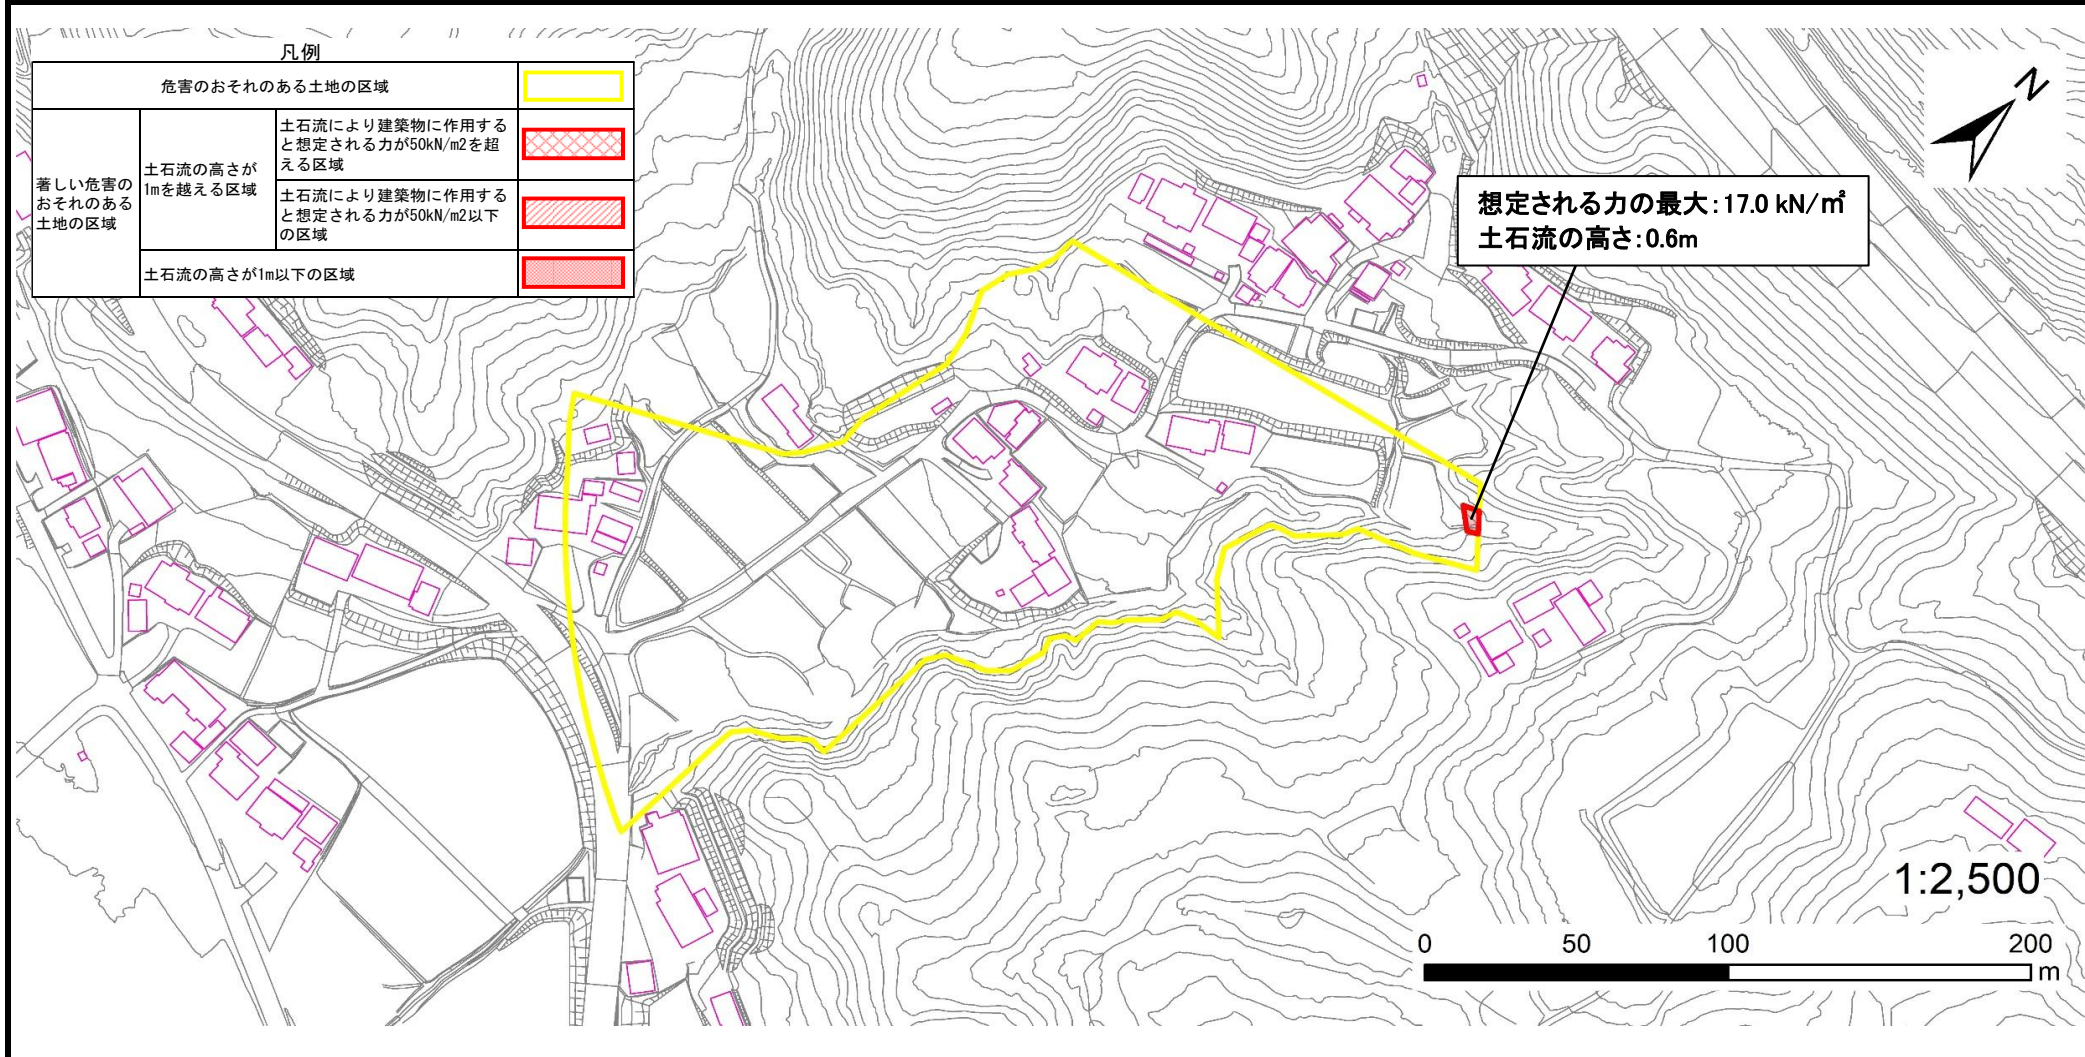 凡例
危害のおそれのある土地の区域
著しい危害の
おそれのある
土地の区域
土石流の高さが
1mを越える区域
土石流により建築物に作用する
と想定される力が50kN/m2を超
える区域
土石流により建築物に作用する
と想定される力が50kN/m2以下
の区域
土石流の高さが1m以下の区域
N
想定される力の最大:17.0 kN/㎡
土石流の高さ:0.6m
1:2,500
0 50 100 200
m